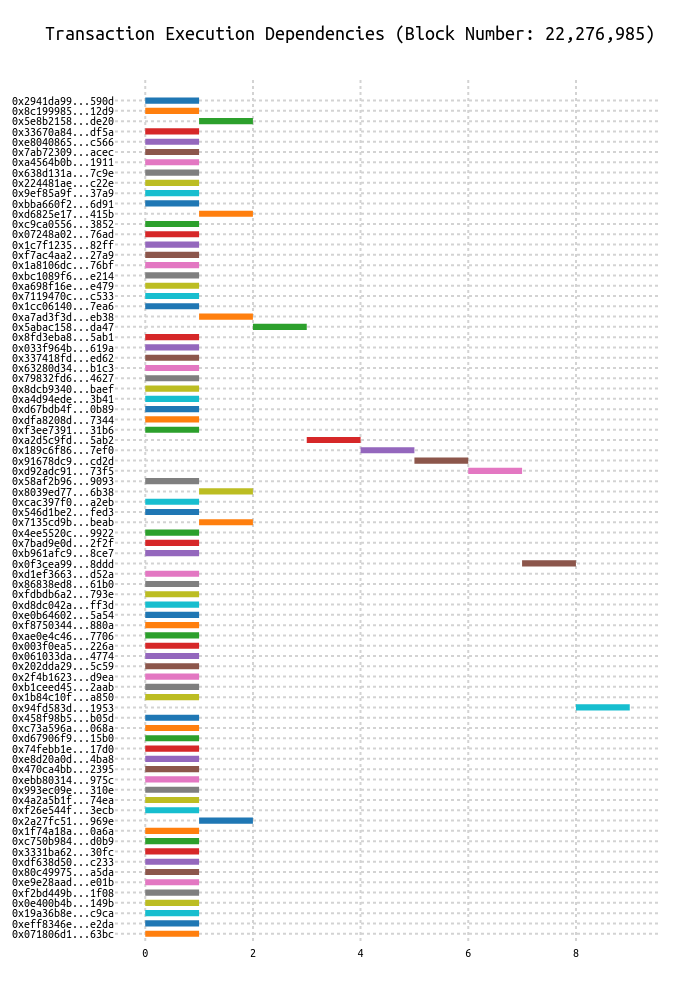 Transaction Execution Dependencies (Block Number: 22,276,985)
0x2941da99...590d
0x8c199985...12d9
0x5e8b2158...de20
0x33670a84...df5a
0xe8040865...c566
0x7ab72309...acec
0xa4564b0b...1911
0x638d131a...7c9e
0x224481ae...c22e
0x9ef85a9f...37a9
0xbba660f2...6d91
0xd6825e17...415b
0xc9ca0556...3852
0x07248a02...76ad
0x1c7f1235...82ff
0xf7ac4aa2...27a9
0x1a8106dc...76bf
0xbc1089f6...e214
0xa698f16e...e479
0x7119470c...c533
0x1cc06140...7ea6
0xa7ad3f3d...eb38
0x5abac158...da47
0x8fd3eba8...5ab1
0x033f964b...619a
0x337418fd...ed62
0x63280d34...b1c3
0x79832fd6...4627
0x8dcb9340...baef
0xa4d94ede...3b41
0xd67bdb4f...0b89
0xdfa8208d...7344
0xf3ee7391...31b6
0xa2d5c9fd...5ab2
0x189c6f86...7ef0
0x91678dc9...cd2d
0xd92adc91...73f5
0x58af2b96...9093
0x8039ed77...6b38
0xcac397f0...a2eb
0x546d1be2...fed3
0x7135cd9b...beab
0x4ee5520c...9922
0x7bad9e0d...2f2f
0xb961afc9...8ce7
0x0f3cea99...8ddd
0xd1ef3663...d52a
0x86838ed8...61b0
0xfdbdb6a2...793e
0xd8dc042a...ff3d
0xe0b64602...5a54
0xf8750344...880a
0xae0e4c46...7706
0x003f0ea5...226a
0x061033da...4774
0x202dda29...5c59
0x2f4b1623...d9ea
0xb1ceed45...2aab
0x1b84c10f...a850
0x94fd583d...1953
0x458f98b5...b05d
0xc73a596a...068a
0xd67906f9...15b0
0x74febb1e...17d0
0xe8d20a0d...4ba8
0x470ca4bb...2395
0xebb80314...975c
0x993ec09e...310e
0x4a2a5b1f...74ea
0xf26e544f...3ecb
0x2a27fc51...969e
0x1f74a18a...0a6a
0xc750b984...d0b9
0x3331ba62...30fc
0xdf638d50...c233
0x80c49975...a5da
0xe9e28aad...e01b
0xf2bd449b...1f08
0x0e400b4b...149b
0x19a36b8e...c9ca
0xeff8346e...e2da
0x071806d1...63bc
0 2 4 6 8